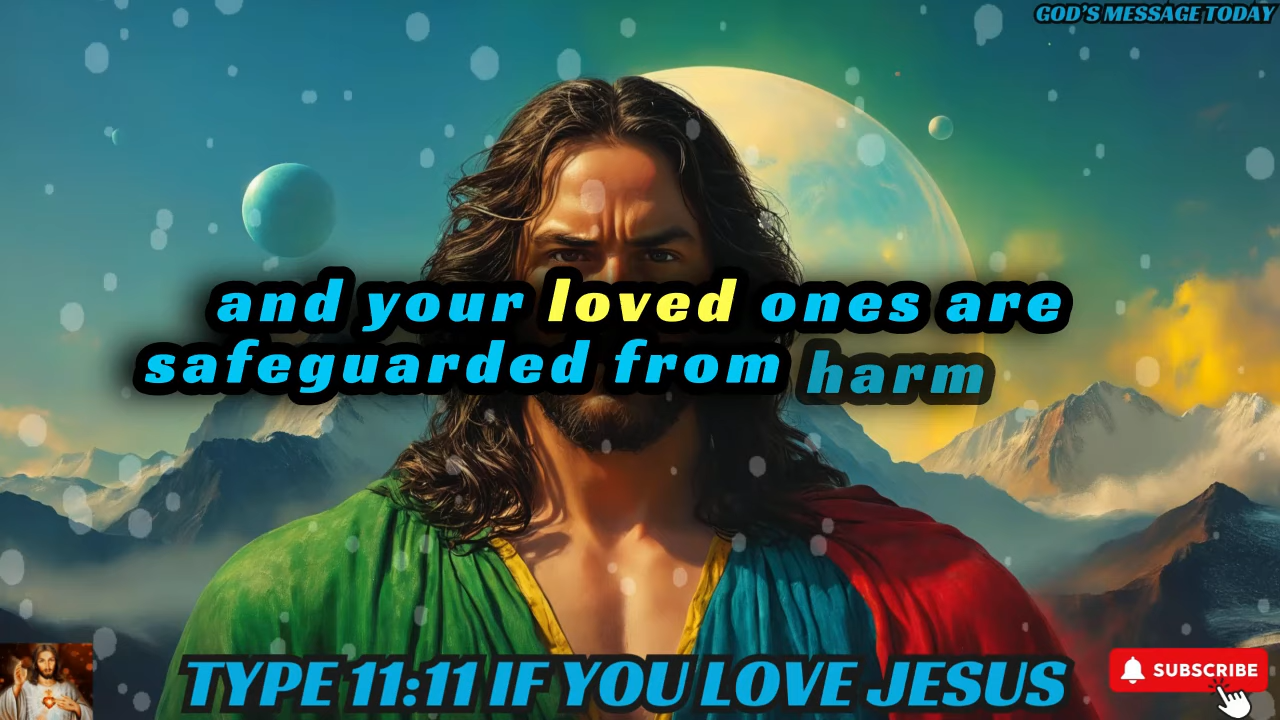 GOD'S MESSAGE TODAY
and your loved ones are
safeguarded from harm
TYPE 11:11 IF YOU LOVE JESUS
SUBSCRIBE